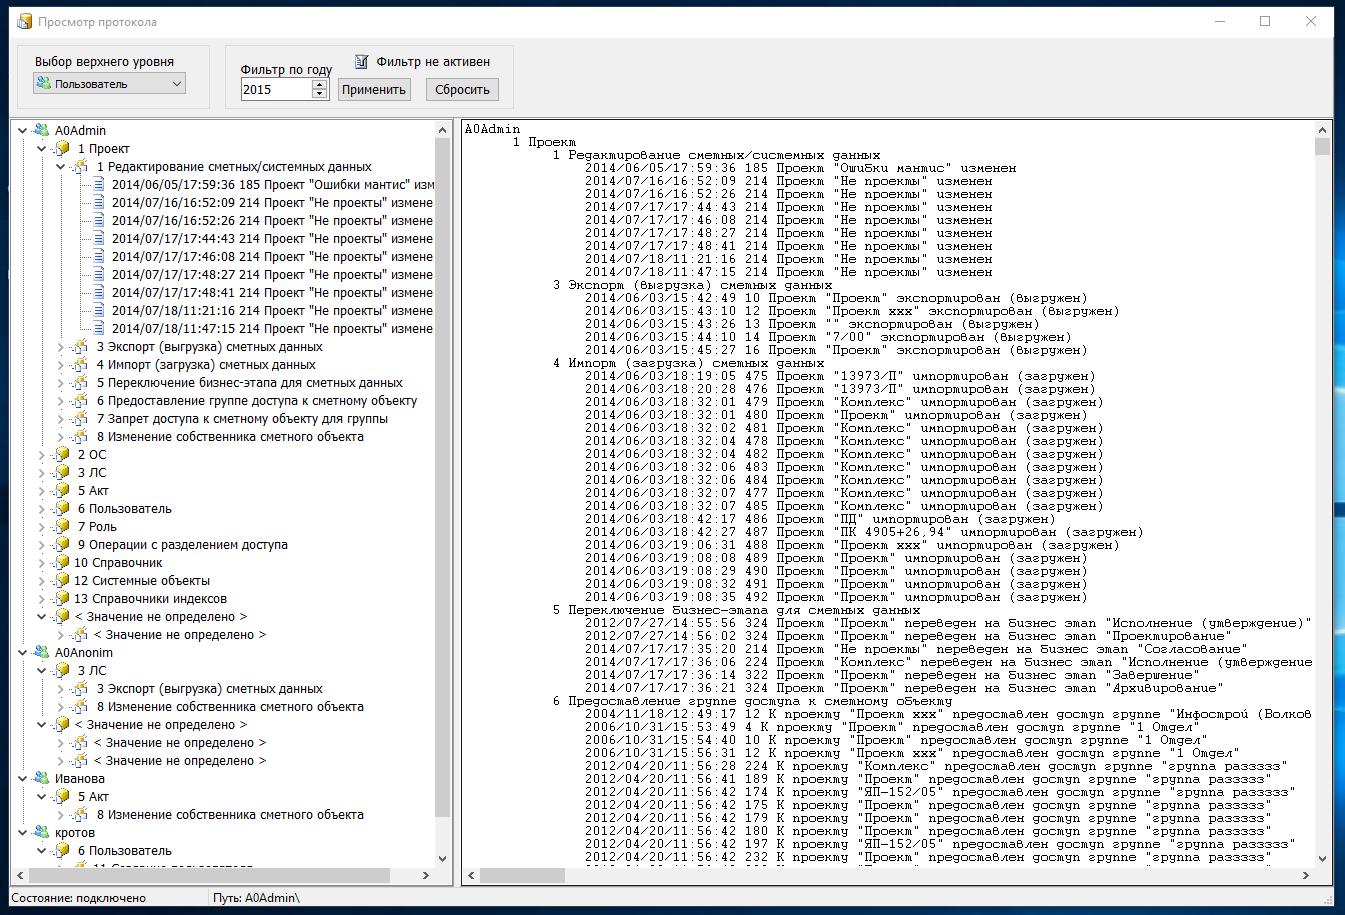 Просмотр протокола
Выбор верхнего уровня
Пользователь
Фильтр по году
2015
Фильтр не активен
Применить
Сбросить
A0Admin
1 Проект
1 Редактирование сметных/системных данных
2014/06/05/17:59:36 185 Проект "Ошибки мантис" изм
2014/07/16/16:52:09 214 Проект "Не проекты" измене
2014/07/16/16:52:26 214 Проект "Не проекты" измене
2014/07/17/17:44:43 214 Проект "Не проекты" измене
2014/07/17/17:46:08 214 Проект "Не проекты" измене
2014/07/17/17:48:27 214 Проект "Не проекты" измене
2014/07/17/17:48:41 214 Проект "Не проекты" измене
2014/07/18/11:21:16 214 Проект "Не проекты" измене
2014/07/18/11:47:15 214 Проект "Не проекты" измене
3 Экспорт (выгрузка) сметных данных
4 Импорт (загрузка) сметных данных
5 Переключение бизнес-этапа для сметных данных
6 Предоставление группе доступа к сметному объекту
7 Запрет доступа к сметному объекту для группы
8 Изменение собственника сметного объекта
2 ОС
3 ЛС
5 Акт
6 Пользователь
7 Роль
9 Операции с разделением доступа
10 Справочник
12 Системные объекты
13 Справочники индексов
< Значение не определено >
< Значение не определено >
A0Anonim
3 ЛС
3 Экспорт (выгрузка) сметных данных
8 Изменение собственника сметного объекта
< Значение не определено >
< Значение не определено >
< Значение не определено >
Иванова
5 Акт
8 Изменение собственника сметного объекта
кротов
6 Пользователь
A0Admin
1 Проект
1 Редактирование сметных/системных данных
2014/06/05/17:59:36 185 Проект "Ошибки мантис" изменен
2014/07/16/16:52:09 214 Проект "Не проекты" изменен
2014/07/16/16:52:26 214 Проект "Не проекты" изменен
2014/07/17/17:44:43 214 Проект "Не проекты" изменен
2014/07/17/17:46:08 214 Проект "Не проекты" изменен
2014/07/17/17:48:27 214 Проект "Не проекты" изменен
2014/07/17/17:48:41 214 Проект "Не проекты" изменен
2014/07/18/11:21:16 214 Проект "Не проекты" изменен
2014/07/18/11:47:15 214 Проект "Не проекты" изменен
3 Экспорт (выгрузка) сметных данных
2014/06/03/15:42:49 10 Проект "Проект" экспортирован (выгружен)
2014/06/03/15:43:10 12 Проект "Проект xxx" экспортирован (выгружен)
2014/06/03/15:43:26 13 Проект "" экспортирован (выгружен)
2014/06/03/15:44:10 14 Проект "7/00" экспортирован (выгружен)
2014/06/03/15:45:27 16 Проект "Проект" экспортирован (выгружен)
4 Импорт (загрузка) сметных данных
2014/06/03/18:19:05 475 Проект "13973/П" импортирован (загружен)
2014/06/03/18:20:28 476 Проект "13973/П" импортирован (загружен)
2014/06/03/18:32:01 479 Проект "Комплекс" импортирован (загружен)
2014/06/03/18:32:01 480 Проект "Проект" импортирован (загружен)
2014/06/03/18:32:02 481 Проект "Комплекс" импортирован (загружен)
2014/06/03/18:32:04 478 Проект "Комплекс" импортирован (загружен)
2014/06/03/18:32:04 482 Проект "Комплекс" импортирован (загружен)
2014/06/03/18:32:06 483 Проект "Комплекс" импортирован (загружен)
2014/06/03/18:32:06 484 Проект "Комплекс" импортирован (загружен)
2014/06/03/18:32:07 477 Проект "Комплекс" импортирован (загружен)
2014/06/03/18:32:07 485 Проект "Комплекс" импортирован (загружен)
2014/06/03/18:42:17 486 Проект "ПД" импортирован (загружен)
2014/06/03/18:42:27 487 Проект "ПК 4905+26,94" импортирован (загружен)
2014/06/03/19:06:31 488 Проект "Проект xxx" импортирован (загружен)
2014/06/03/19:08:08 489 Проект "Проект" импортирован (загружен)
2014/06/03/19:08:29 490 Проект "Проект" импортирован (загружен)
2014/06/03/19:08:32 491 Проект "Проект" импортирован (загружен)
2014/06/03/19:08:35 492 Проект "Проект" импортирован (загружен)
5 Переключение бизнес-этапа для сметных данных
2012/07/27/14:55:56 324 Проект "Проект" переведен на бизнес этап "Исполнение (утверждение)"
2012/07/27/14:56:02 324 Проект "Проект" переведен на бизнес этап "Проектирование"
2014/07/17/17:35:20 214 Проект "Не проекты" переведен на бизнес этап "Согласование"
2014/07/17/17:36:06 224 Проект "Комплекс" переведен на бизнес этап "Исполнение (утверждение
2014/07/17/17:36:14 322 Проект "Проект" переведен на бизнес этап "Завершение"
2014/07/17/17:36:21 324 Проект "Проект" переведен на бизнес этап "Архивирование"
6 Предоставление группе доступа к сметному объекту
2004/11/18/12:49:17 12 К проекту "Проект xxx" предоставлен доступ группе "Инфострой (Волков
2006/10/31/15:53:49 4 К проекту "Проект" предоставлен доступ группе "1 Отдел"
2006/10/31/15:54:40 10 К проекту "Проект" предоставлен доступ группе "1 Отдел"
2006/10/31/15:56:31 12 К проекту "Проект xxx" предоставлен доступ группе "1 Отдел"
2012/04/20/11:56:28 224 К проекту "Комплекс" предоставлен доступ группе "группа раззззз"
2012/04/20/11:56:41 189 К проекту "Проект" предоставлен доступ группе "группа раззззз"
2012/04/20/11:56:42 174 К проекту "ЯП-152/05" предоставлен доступ группе "группа раззззз"
2012/04/20/11:56:42 175 К проекту "Проект" предоставлен доступ группе "группа раззззз"
2012/04/20/11:56:42 179 К проекту "Проект" предоставлен доступ группе "группа раззззз"
2012/04/20/11:56:42 180 К проекту "Проект" предоставлен доступ группе "группа раззззз"
2012/04/20/11:56:42 197 К проекту "ЯП-152/05" предоставлен доступ группе "группа раззззз"
2012/04/20/11:56:42 232 К проекту "Проект" предоставлен доступ группе "группа раззззз"
Состояние: подключено
Путь: A0Admin\